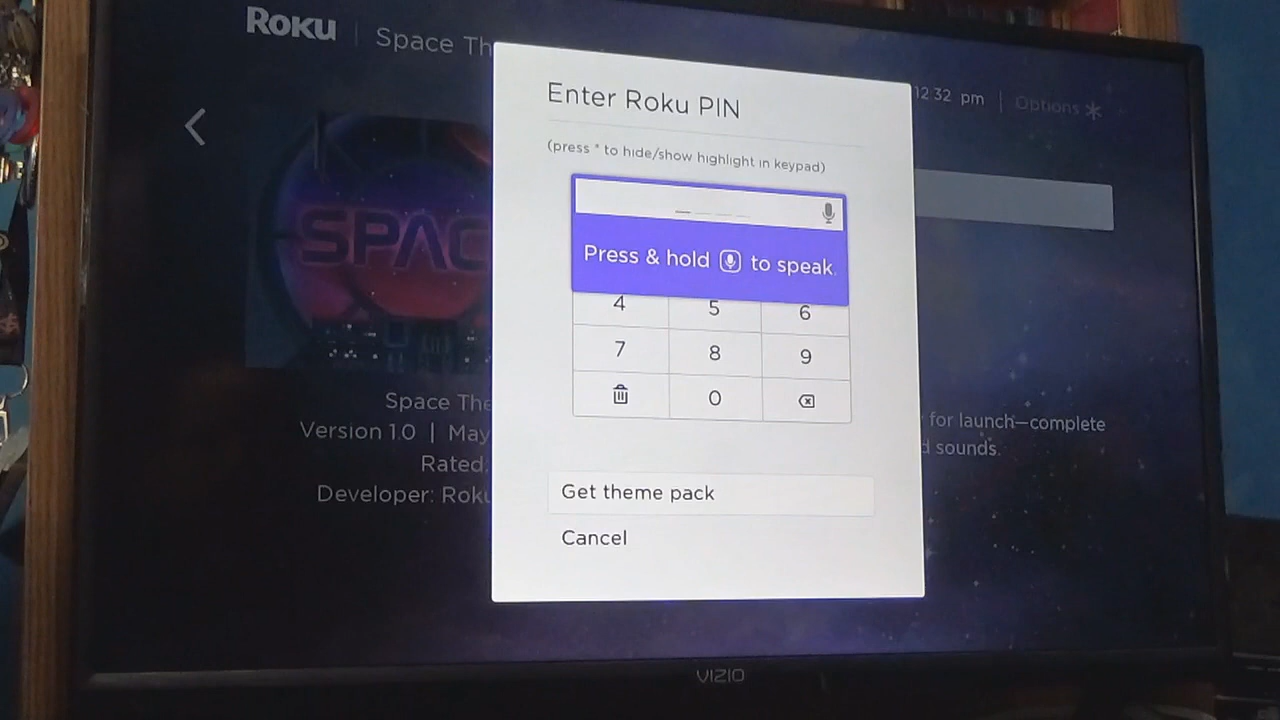 Roku | Space Th
12:32 pm | Options
Enter Roku PIN
(press * to hide/show highlight in keypad)
Press & hold to speak.
4 5 6
7 8 9
0
Get theme pack
Cancel
SPAC
Space The
Version 1.0 | May
Rated:
Developer: Roku
for launch—complete
d sounds.
VIZIO